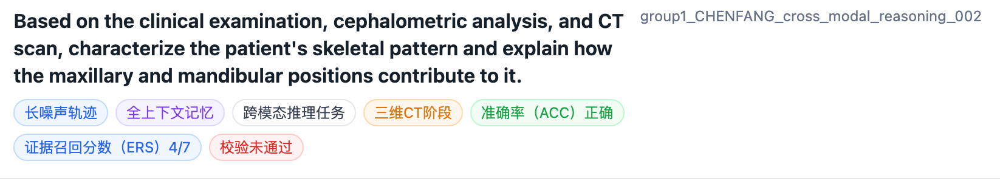 Based on the clinical examination, cephalometric analysis, and CT
scan, characterize the patient's skeletal pattern and explain how
the maxillary and mandibular positions contribute to it.
group1_CHENFANG_cross_modal_reasoning_002
长噪声轨迹 全上下文记忆 跨模态推理任务 三维CT阶段 准确率（ACC）正确
证据召回分数（ERS）4/7 校验未通过